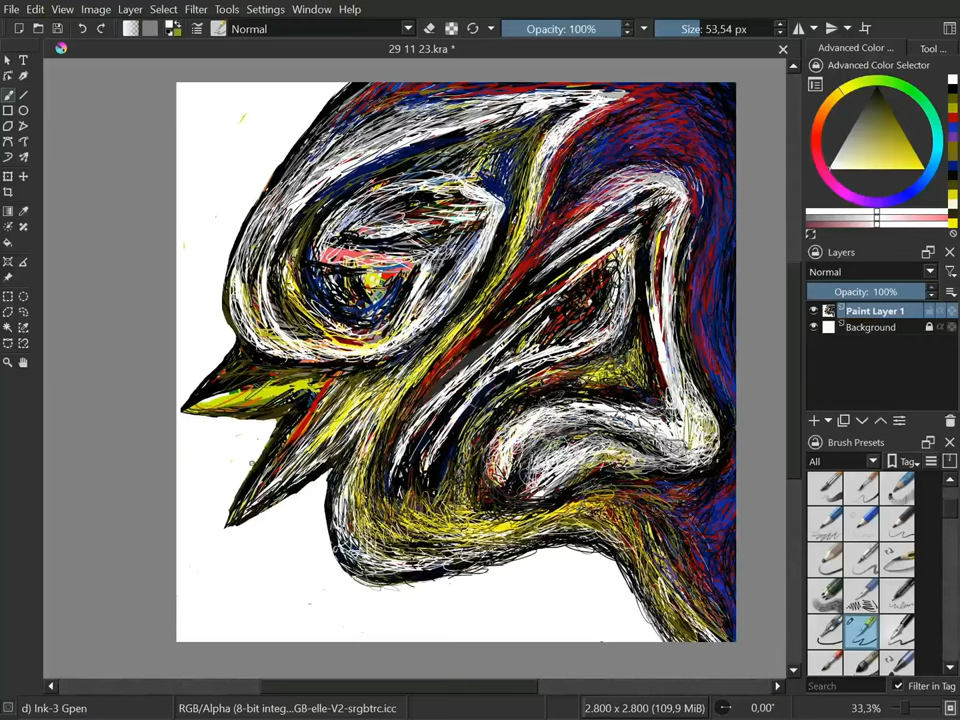 File Edit View Image Layer Select Filter Tools Settings Window Help
Normal Opacity: 100% Size: 53,54 px
29 11 23.kra *
Advanced Color ... Tool ...
Advanced Color Selector
Layers
Normal
Opacity: 100%
Paint Layer 1
Background
Brush Presets
All Tag
Search Filter in Tag
d) Ink-3 Gpen RGB/Alpha (8-bit integ...GB-elle-V2-srgbtrc.icc 2.800 x 2.800 (109,9 MiB) 0,00° 33,3%